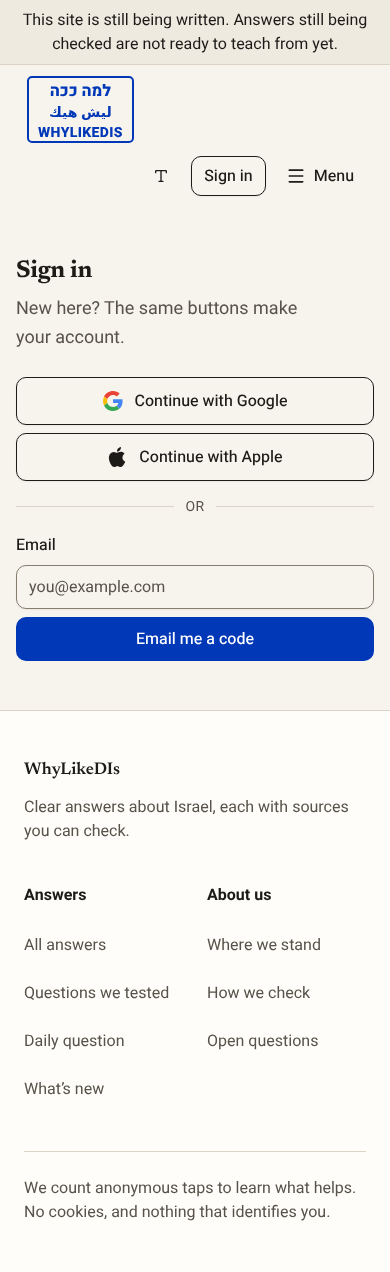 This site is still being written. Answers still being
checked are not ready to teach from yet.
למה ככה
ليش هيك
WHYLIKEDIS
T
Sign in
Menu
Sign in
New here? The same buttons make
your account.
Continue with Google
Continue with Apple
OR
Email
you@example.com
Email me a code
WhyLikeDIs
Clear answers about Israel, each with sources
you can check.
Answers
About us
All answers
Where we stand
Questions we tested
How we check
Daily question
Open questions
What’s new
We count anonymous taps to learn what helps.
No cookies, and nothing that identifies you.